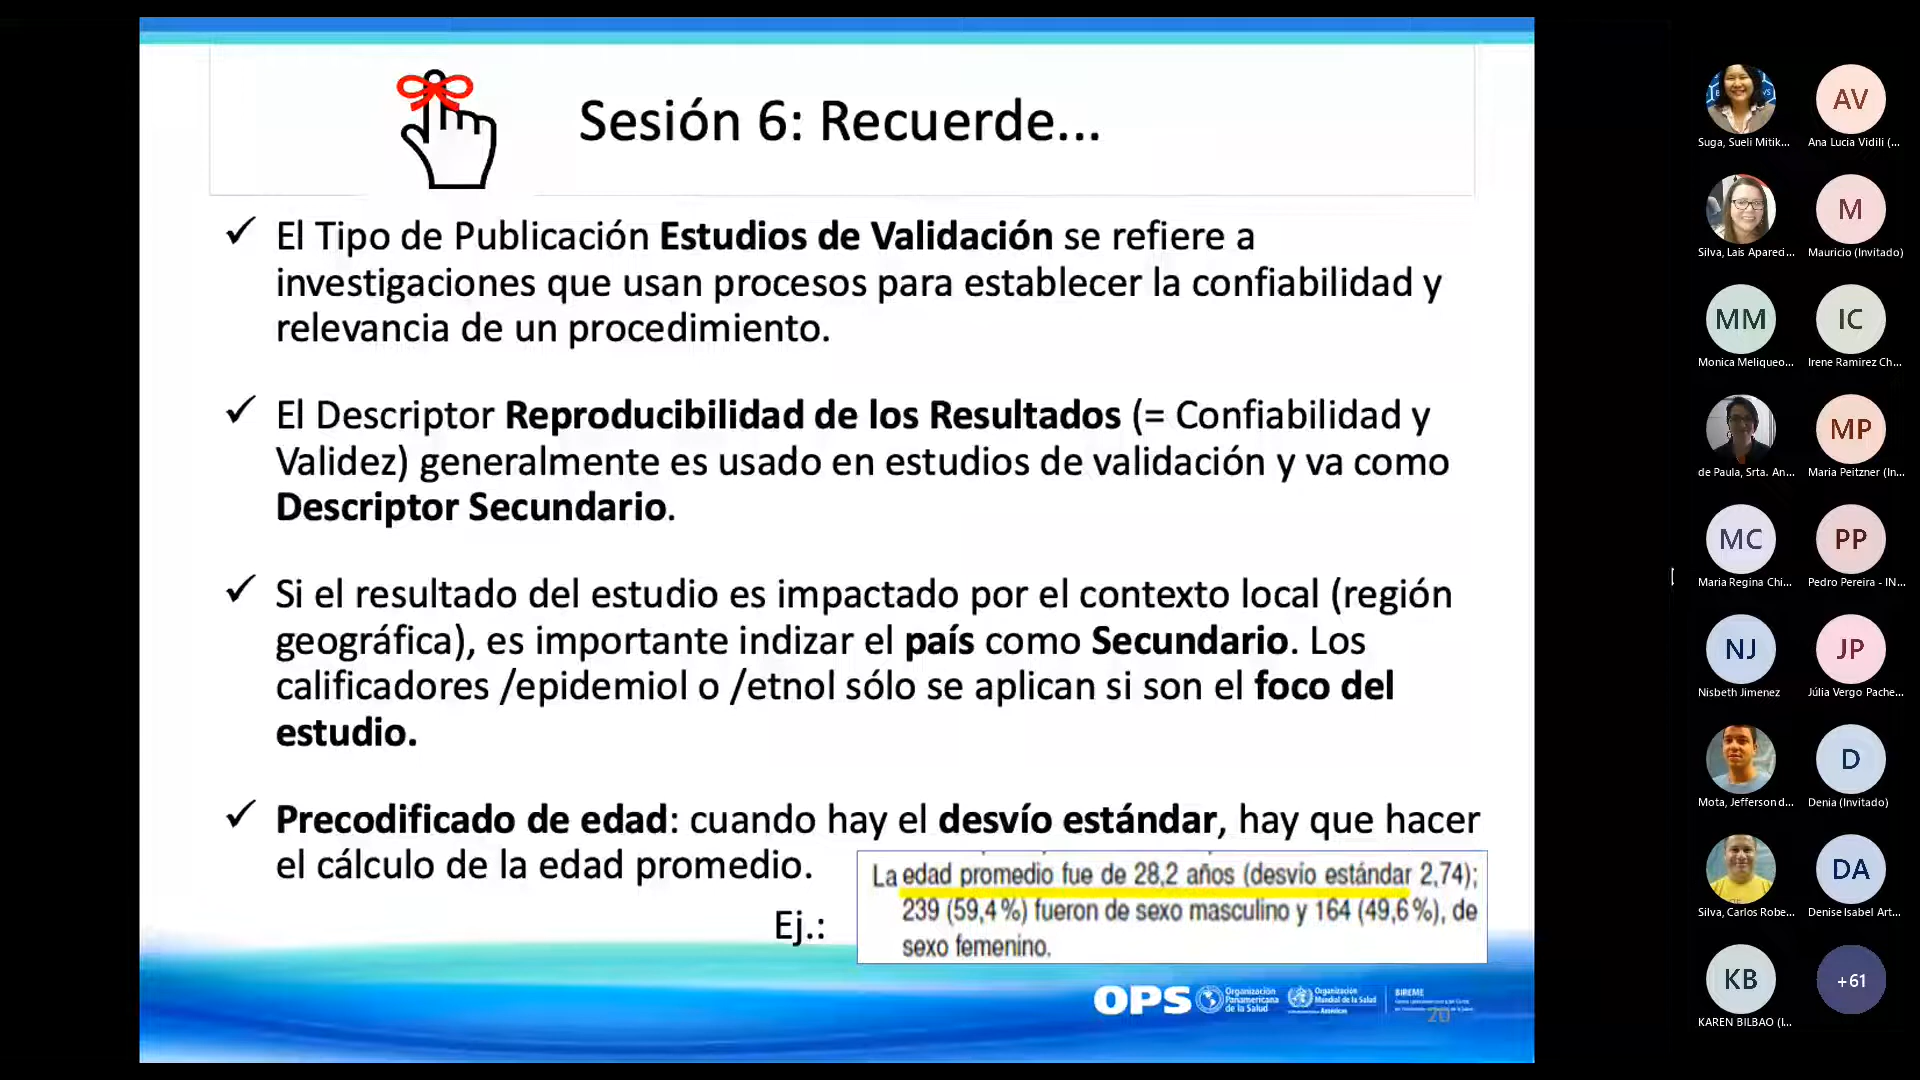 Sesión 6: Recuerde...
✓ El Tipo de Publicación Estudios de Validación se refiere a
investigaciones que usan procesos para establecer la confiabilidad y
relevancia de un procedimiento.
✓ El Descriptor Reproducibilidad de los Resultados (= Confiabilidad y
Validez) generalmente es usado en estudios de validación y va como
Descriptor Secundario.
✓ Si el resultado del estudio es impactado por el contexto local (región
geográfica), es importante indizar el país como Secundario. Los
calificadores /epidemiol o /etnol sólo se aplican si son el foco del
estudio.
✓ Precodificado de edad: cuando hay el desvío estándar, hay que hacer
el cálculo de la edad promedio.
Ej.:
La edad promedio fue de 28,2 años (desvío estándar 2,74);
239 (59,4%) fueron de sexo masculino y 164 (49,6%), de
sexo femenino.
OPS
Organización
Panamericana
de la Salud
Organización
Mundial de la Salud
Américas
BIREME
20
Suga, Sueli Mitik...
AV
Ana Lucia Vidili (...
Silva, Lais Apareci...
M
Mauricio (Invitado)
MM
Monica Meliqueo...
IC
Irene Ramirez Ch...
de Paula, Srta. An...
MP
Maria Peitzner (In...
MC
Maria Regina Chi...
PP
Pedro Pereira - IN...
NJ
Nisbeth Jimenez
JP
Júlia Vergo Pache...
Mota, Jefferson d...
D
Denia (Invitado)
Silva, Carlos Robe...
DA
Denise Isabel Art...
KB
KAREN BILBAO (I...
+61